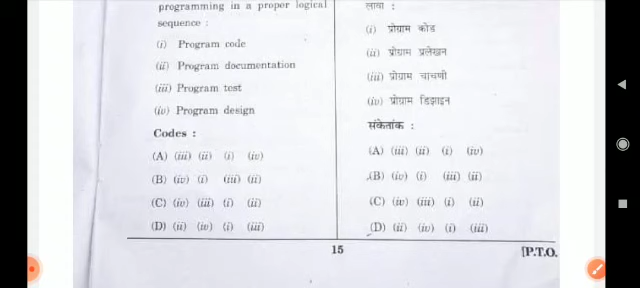 programming in a proper logical
sequence :
(i) Program code
(ii) Program documentation
(iii) Program test
(iv) Program design
Codes :
(A) (iii) (ii) (i) (iv)
(B) (iv) (i) (iii) (ii)
(C) (iv) (iii) (i) (ii)
(D) (ii) (iv) (i) (iii)
लावा :
(i) प्रोग्राम कोड
(ii) प्रोग्राम प्रलेखन
(iii) प्रोग्राम चाचणी
(iv) प्रोग्राम डिझाइन
संकेतांक :
(A) (iii) (ii) (i) (iv)
(B) (iv) (i) (iii) (ii)
(C) (iv) (iii) (i) (ii)
(D) (ii) (iv) (i) (iii)
15
[P.T.O.